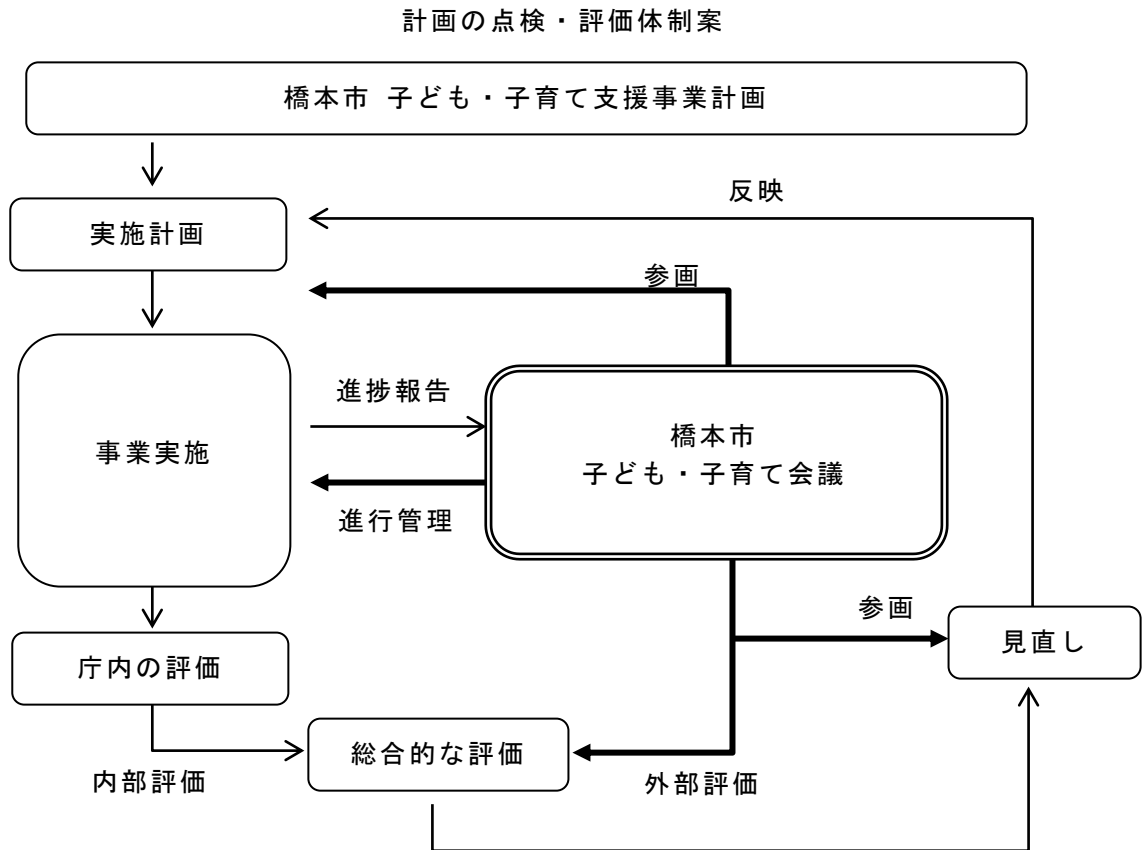 計画の点検・評価体制案
橋本市 子ども・子育て支援事業計画
反映
実施計画
参画
進捗報告
橋本市
子ども・子育て会議
事業実施
進行管理
参画
見直し
庁内の評価
総合的な評価
内部評価
外部評価